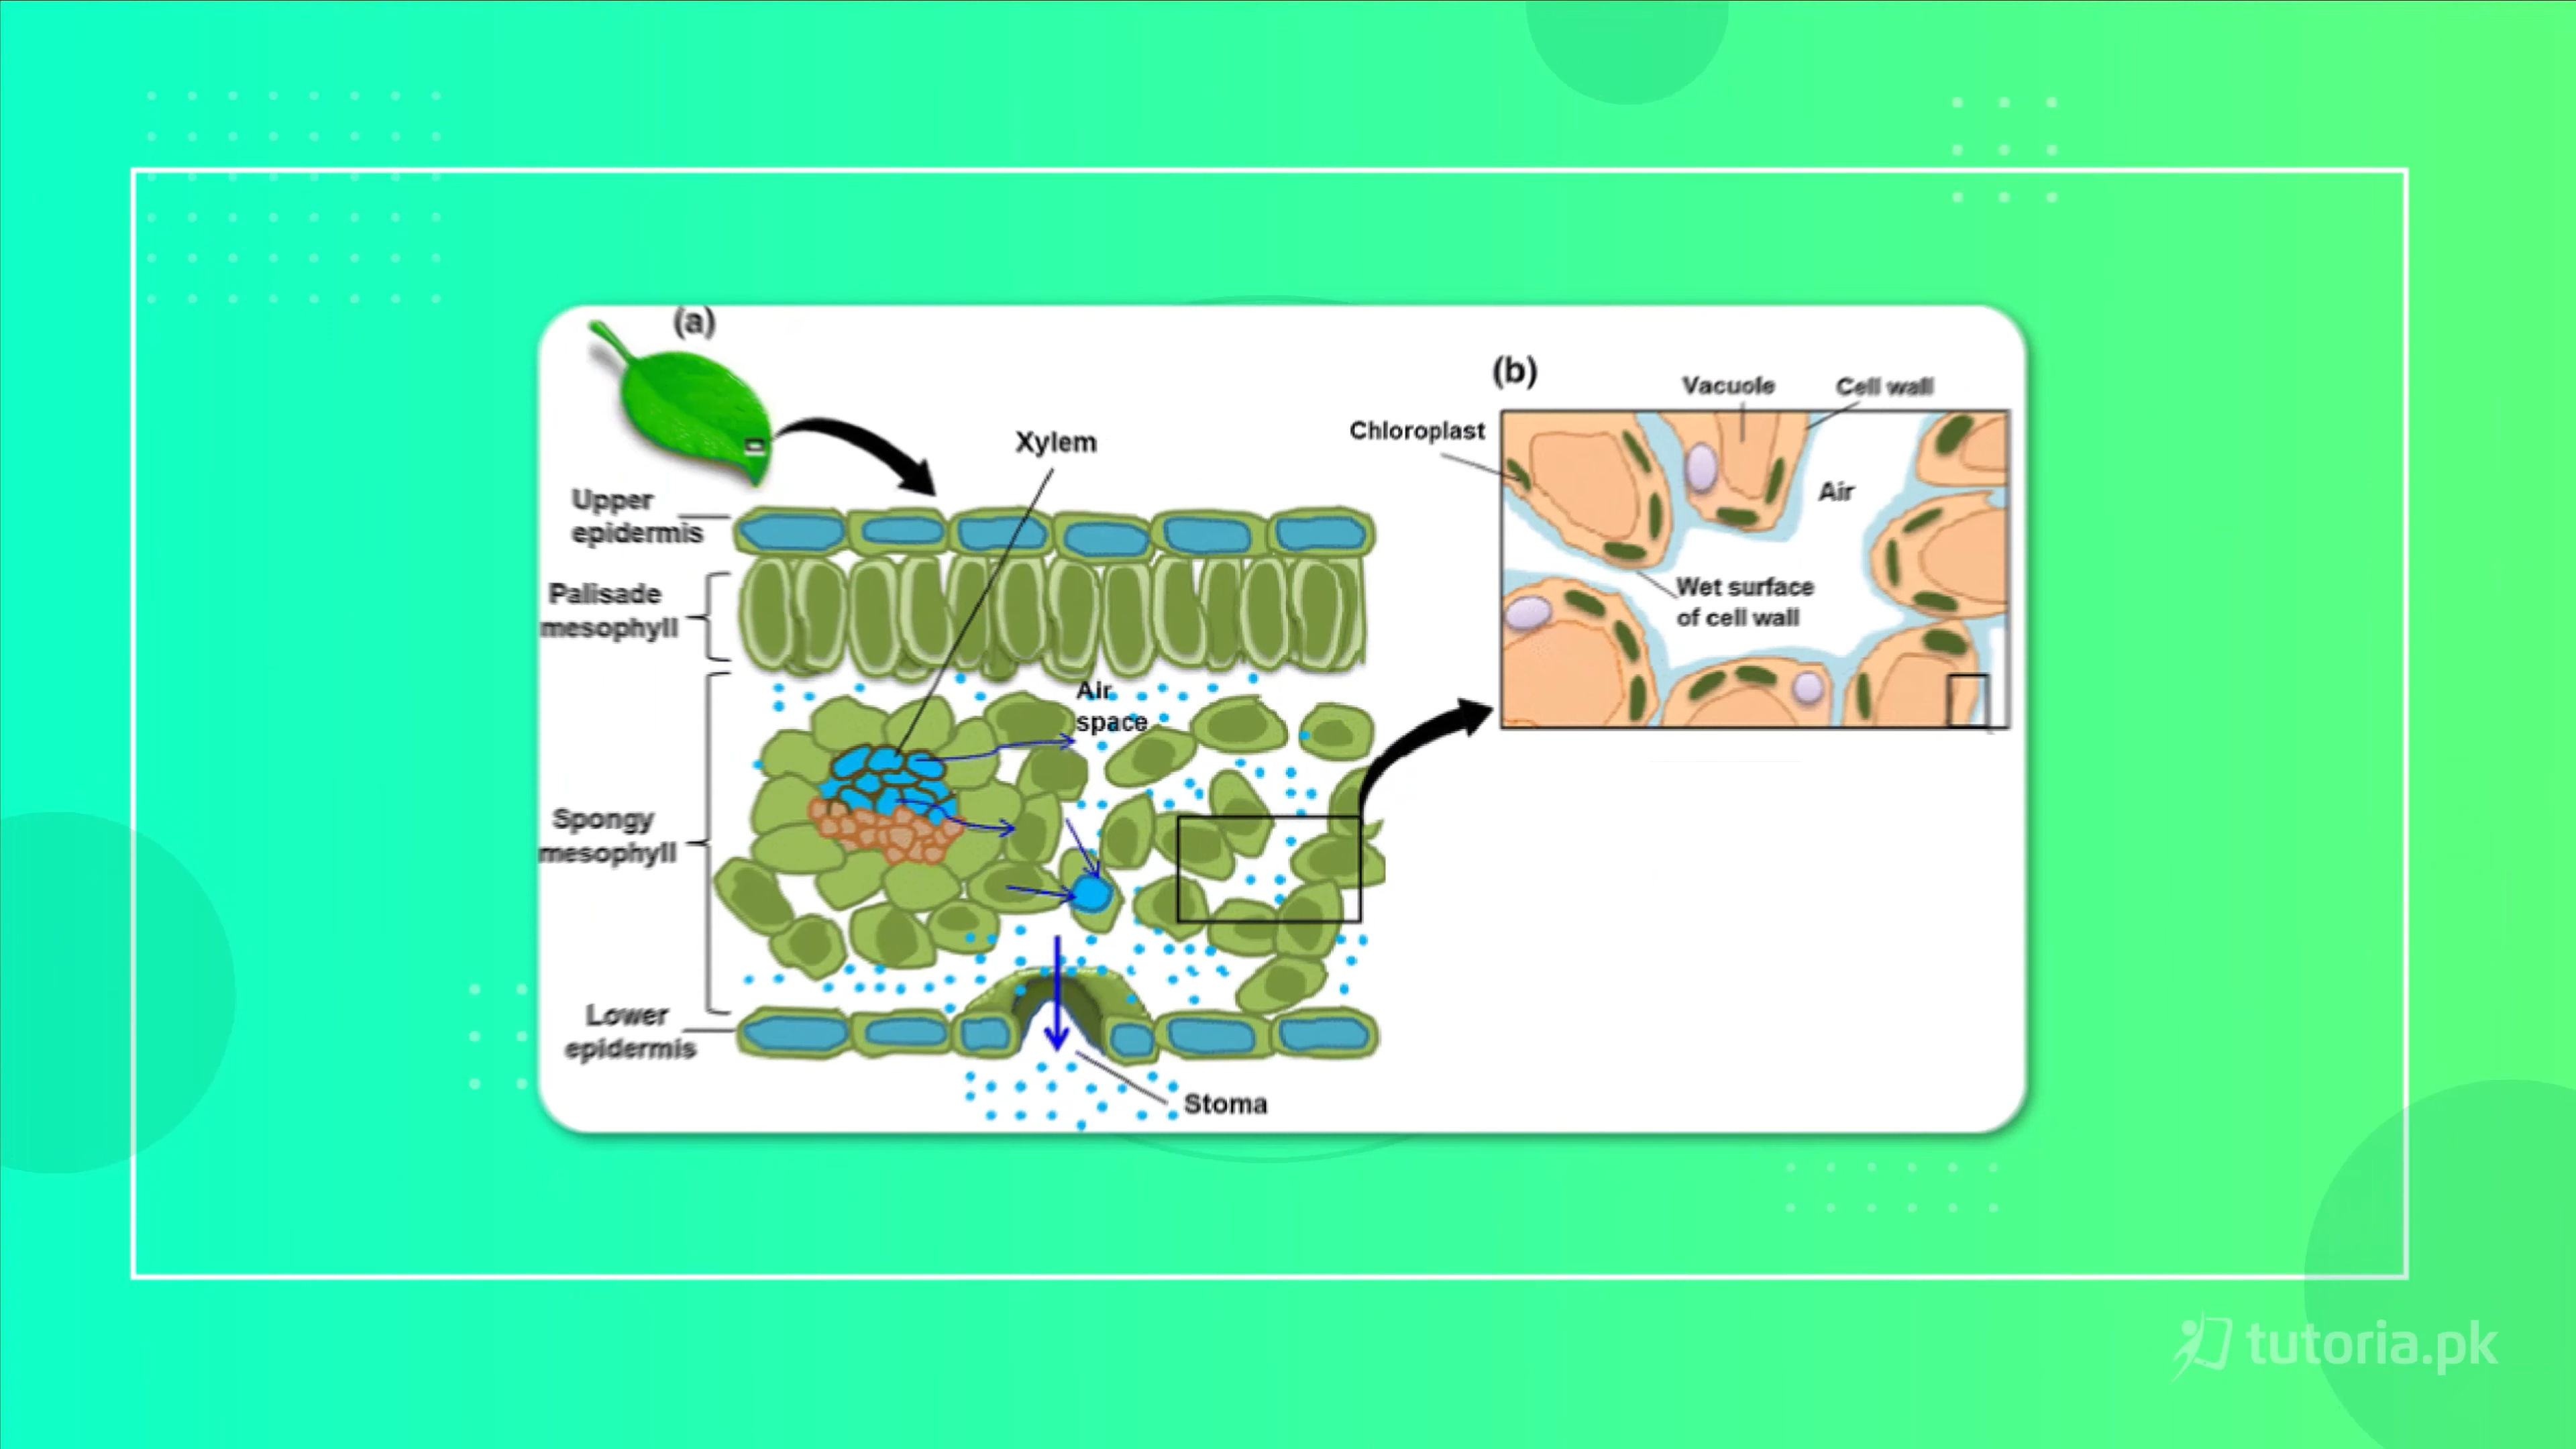 (a)
Xylem
Upper
epidermis
Palisade
mesophyll
Air
space
Spongy
mesophyll
Lower
epidermis
Stoma
(b)
Vacuole
Cell wall
Chloroplast
Air
Wet surface
of cell wall
tutoria.pk